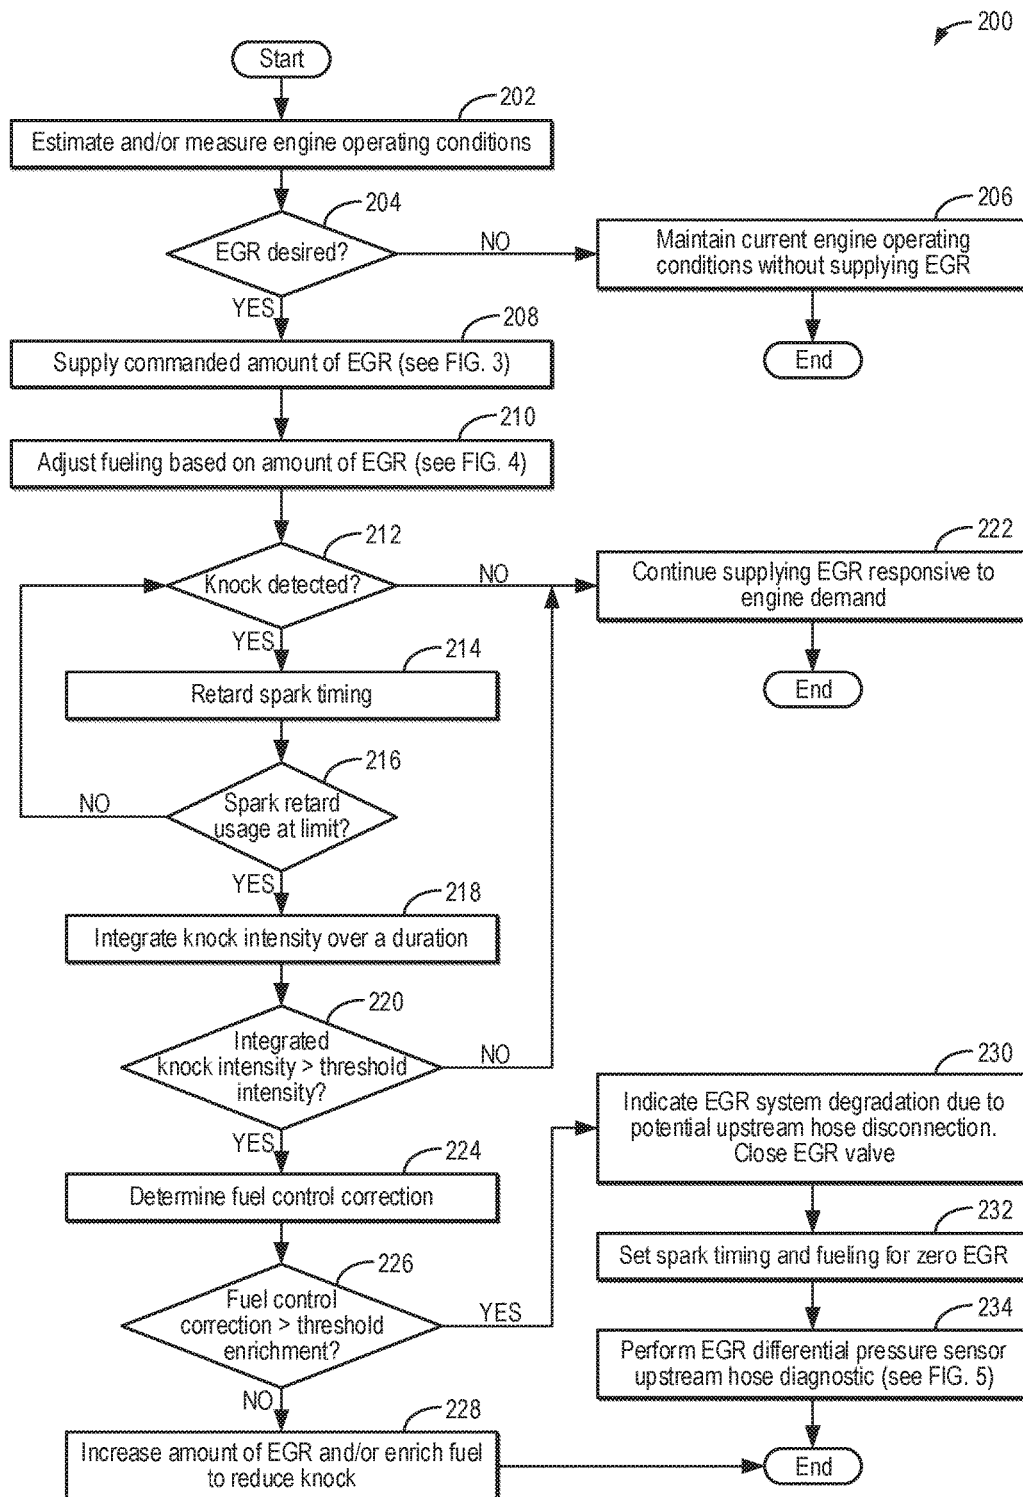 200
Start
202
Estimate and/or measure engine operating conditions
204
EGR desired?
NO
206
Maintain current engine operating
conditions without supplying EGR
End
YES
208
Supply commanded amount of EGR (see FIG. 3)
210
Adjust fueling based on amount of EGR (see FIG. 4)
212
Knock detected?
NO
222
Continue supplying EGR responsive to
engine demand
End
YES
214
Retard spark timing
216
Spark retard
usage at limit?
NO
YES
218
Integrate knock intensity over a duration
220
Integrated
knock intensity > threshold
intensity?
NO
YES
224
Determine fuel control correction
226
Fuel control
correction > threshold
enrichment?
YES
230
Indicate EGR system degradation due to
potential upstream hose disconnection.
Close EGR valve
232
Set spark timing and fueling for zero EGR
234
Perform EGR differential pressure sensor
upstream hose diagnostic (see FIG. 5)
NO
228
Increase amount of EGR and/or enrich fuel
to reduce knock
End